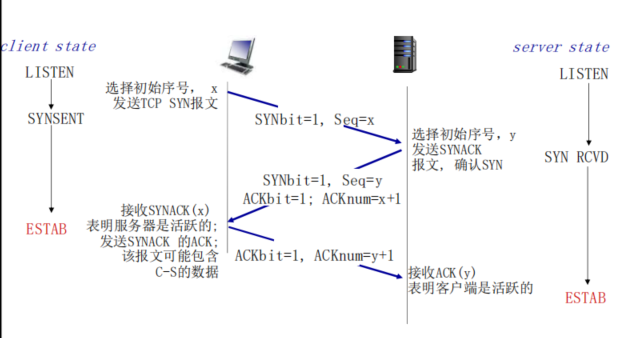 client state
server state
LISTEN
LISTEN
选择初始序号, x
发送TCP SYN报文
SYNSENT
SYNbit=1, Seq=x
选择初始序号,y
发送SYNACK
报文, 确认SYN
SYN RCVD
SYNbit=1, Seq=y
ACKbit=1; ACKnum=x+1
接收SYNACK(x)
表明服务器是活跃的;
发送SYNACK 的ACK;
该报文可能包含
C-S的数据
ESTAB
ACKbit=1, ACKnum=y+1
接收ACK(y)
表明客户端是活跃的
ESTAB